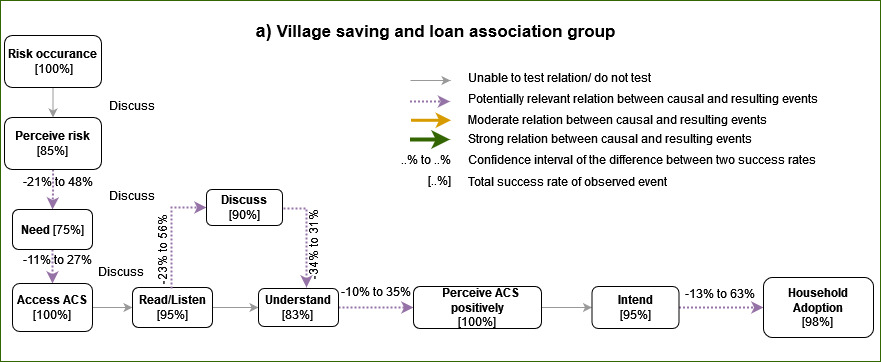 a) Village saving and loan association group
Risk occurance
[100%]
Discuss
Perceive risk
[85%]
-21% to 48%
Discuss
Need [75%]
-11% to 27%
Discuss
Access ACS
[100%]
Read/Listen
[95%]
-23% to 56%
Discuss
[90%]
-34% to 31%
Understand
[83%]
-10% to 35%
Perceive ACS
positively
[100%]
Intend
[95%]
-13% to 63%
Household
Adoption
[98%]
Unable to test relation/ do not test
Potentially relevant relation between causal and resulting events
Moderate relation between causal and resulting events
Strong relation between causal and resulting events
..% to ..% Confidence interval of the difference between two success rates
[..%] Total success rate of observed event